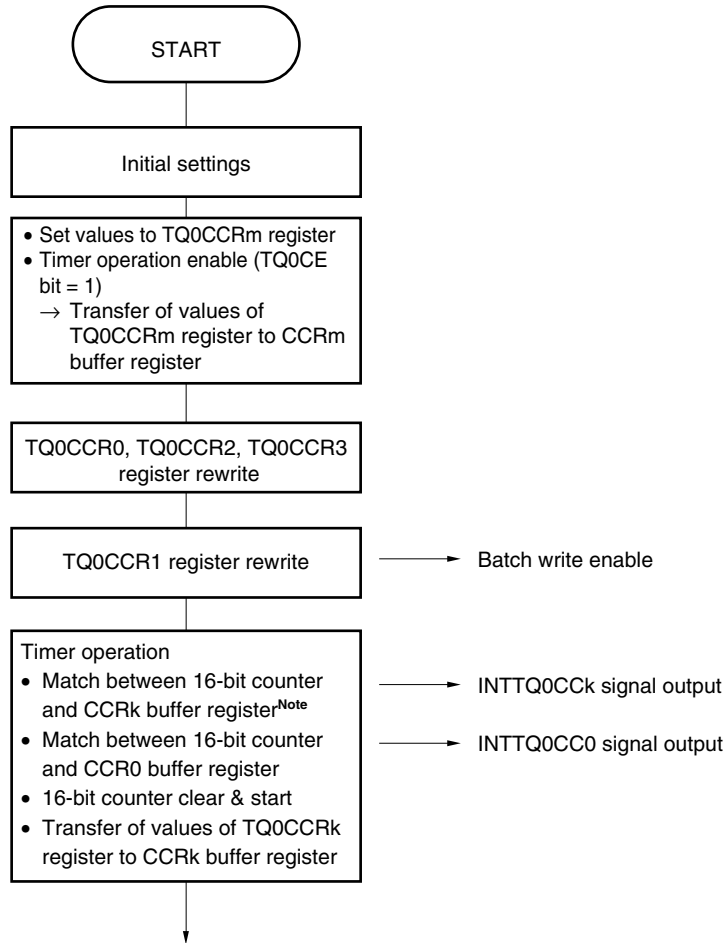 START
Initial settings
• Set values to TQ0CCRm register
• Timer operation enable (TQ0CE
bit = 1)
→ Transfer of values of
TQ0CCRm register to CCRm
buffer register
TQ0CCR0, TQ0CCR2, TQ0CCR3
register rewrite
TQ0CCR1 register rewrite
Batch write enable
Timer operation
• Match between 16-bit counter
and CCRk buffer registerNote
INTTQ0CCk signal output
• Match between 16-bit counter
and CCR0 buffer register
INTTQ0CC0 signal output
• 16-bit counter clear & start
• Transfer of values of TQ0CCRk
register to CCRk buffer register